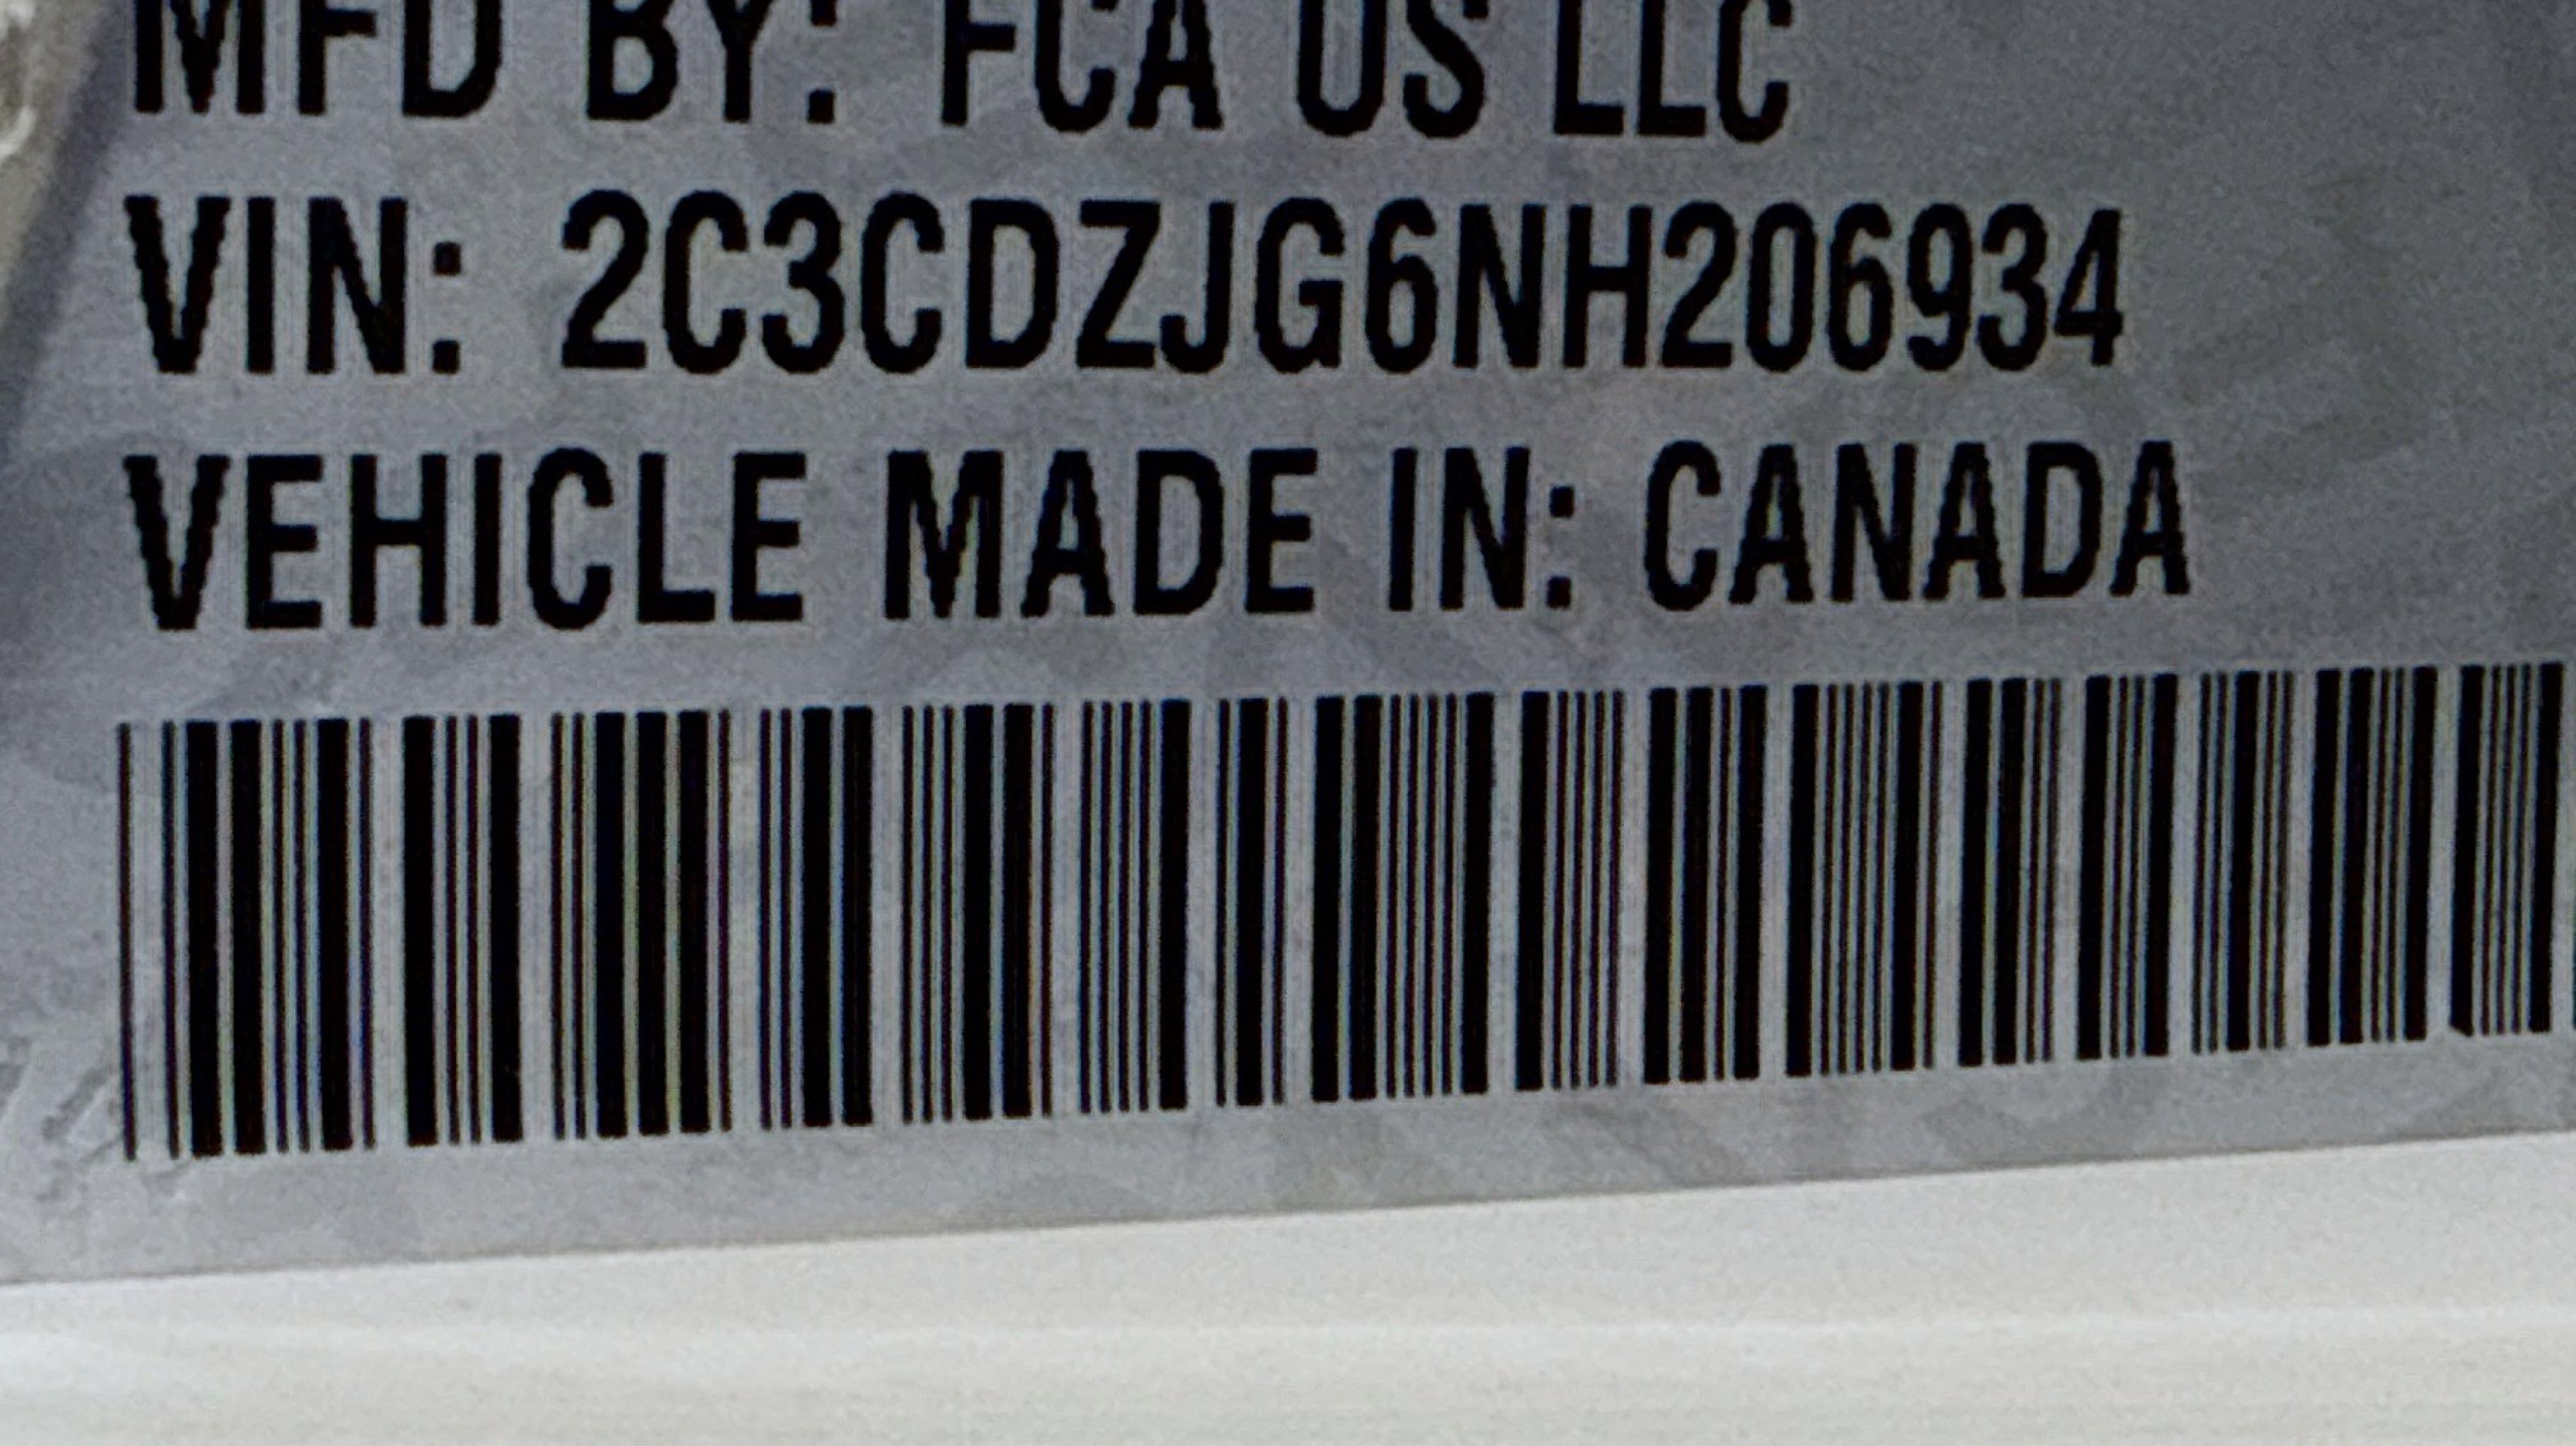 MFD BY: FCA US LLC
VIN: 2C3CDZJG6NH206934
VEHICLE MADE IN: CANADA